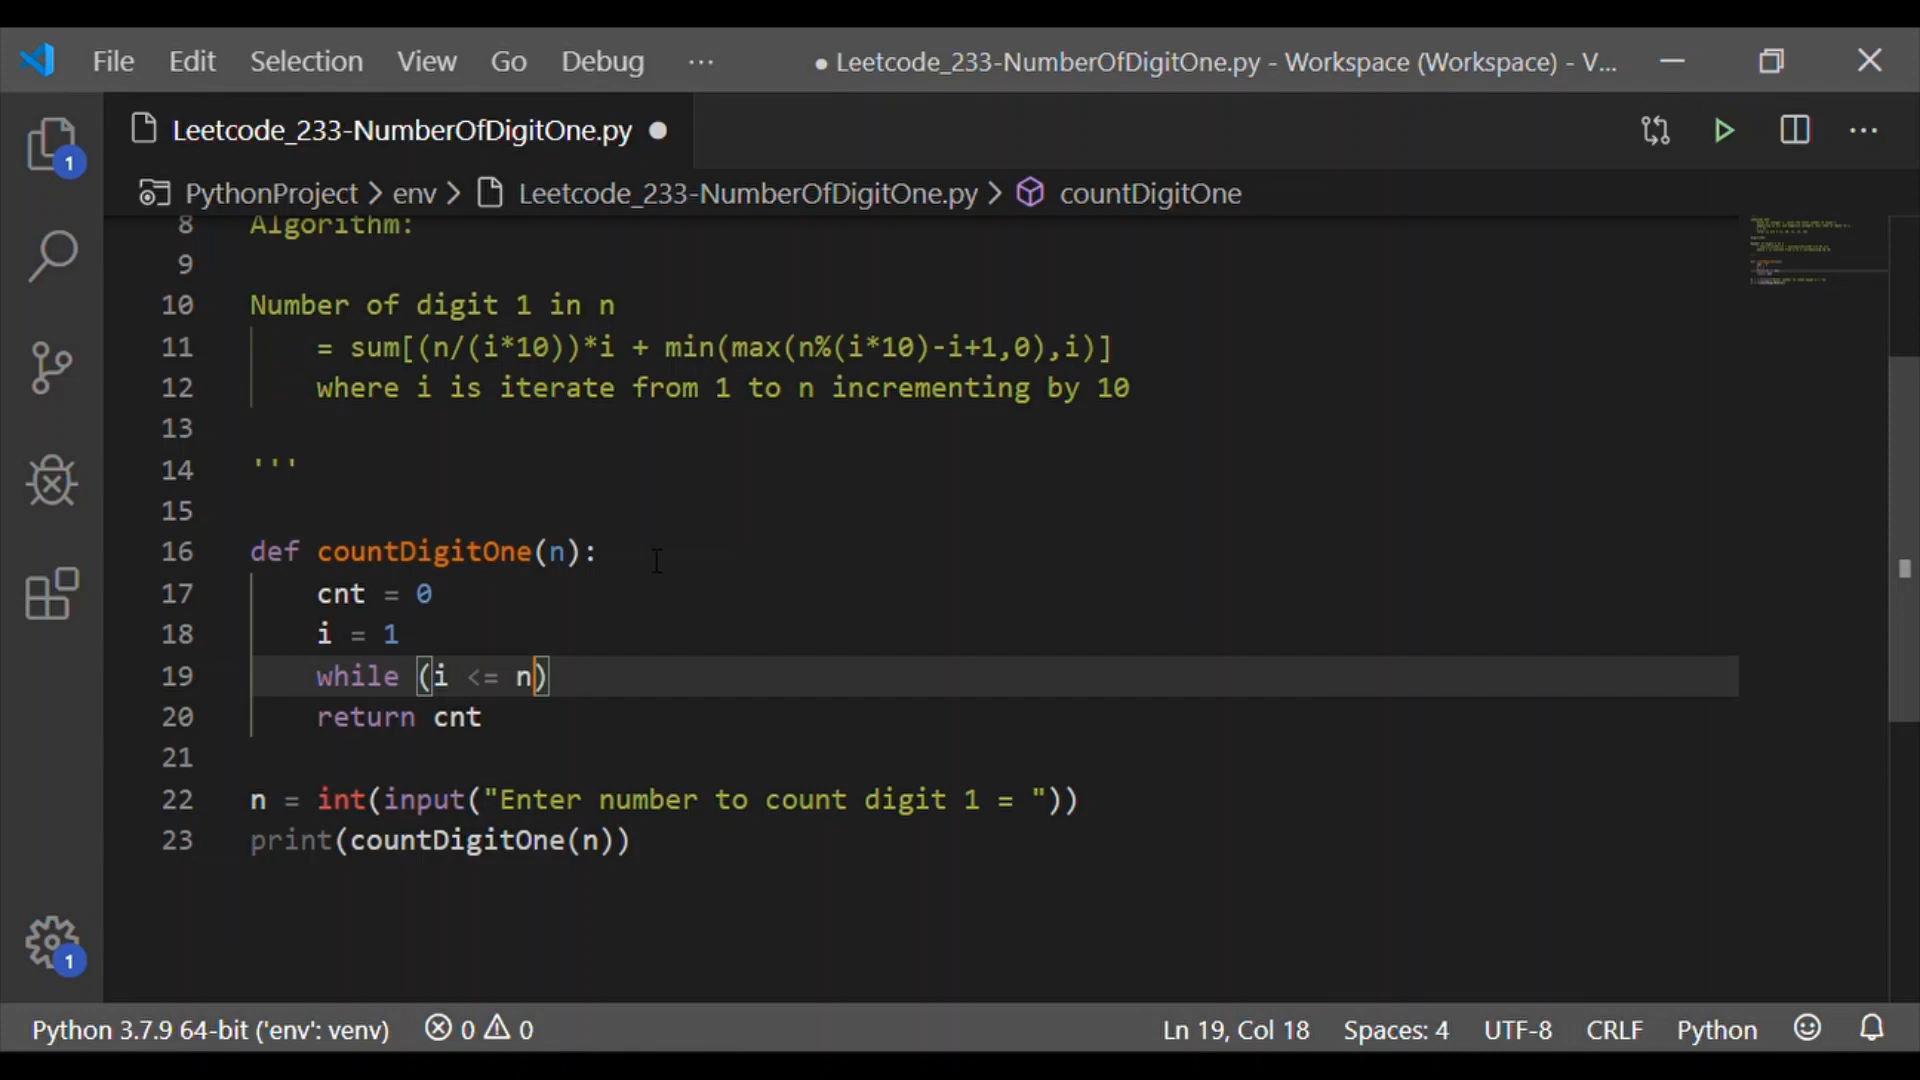 File Edit Selection View Go Debug ··· ● Leetcode_233-NumberOfDigitOne.py - Workspace (Workspace) - V...
Leetcode_233-NumberOfDigitOne.py ●
PythonProject > env > Leetcode_233-NumberOfDigitOne.py > countDigitOne
8 Algorithm:
9
10 Number of digit 1 in n
11 = sum[(n/(i*10))*i + min(max(n%(i*10)-i+1,0),i)]
12 where i is iterate from 1 to n incrementing by 10
13
14 '''
15
16 def countDigitOne(n):
17 cnt = 0
18 i = 1
19 while (i <= n)
20 return cnt
21
22 n = int(input("Enter number to count digit 1 = "))
23 print(countDigitOne(n))
1
1
Python 3.7.9 64-bit ('env': venv) 0 0 Ln 19, Col 18 Spaces: 4 UTF-8 CRLF Python